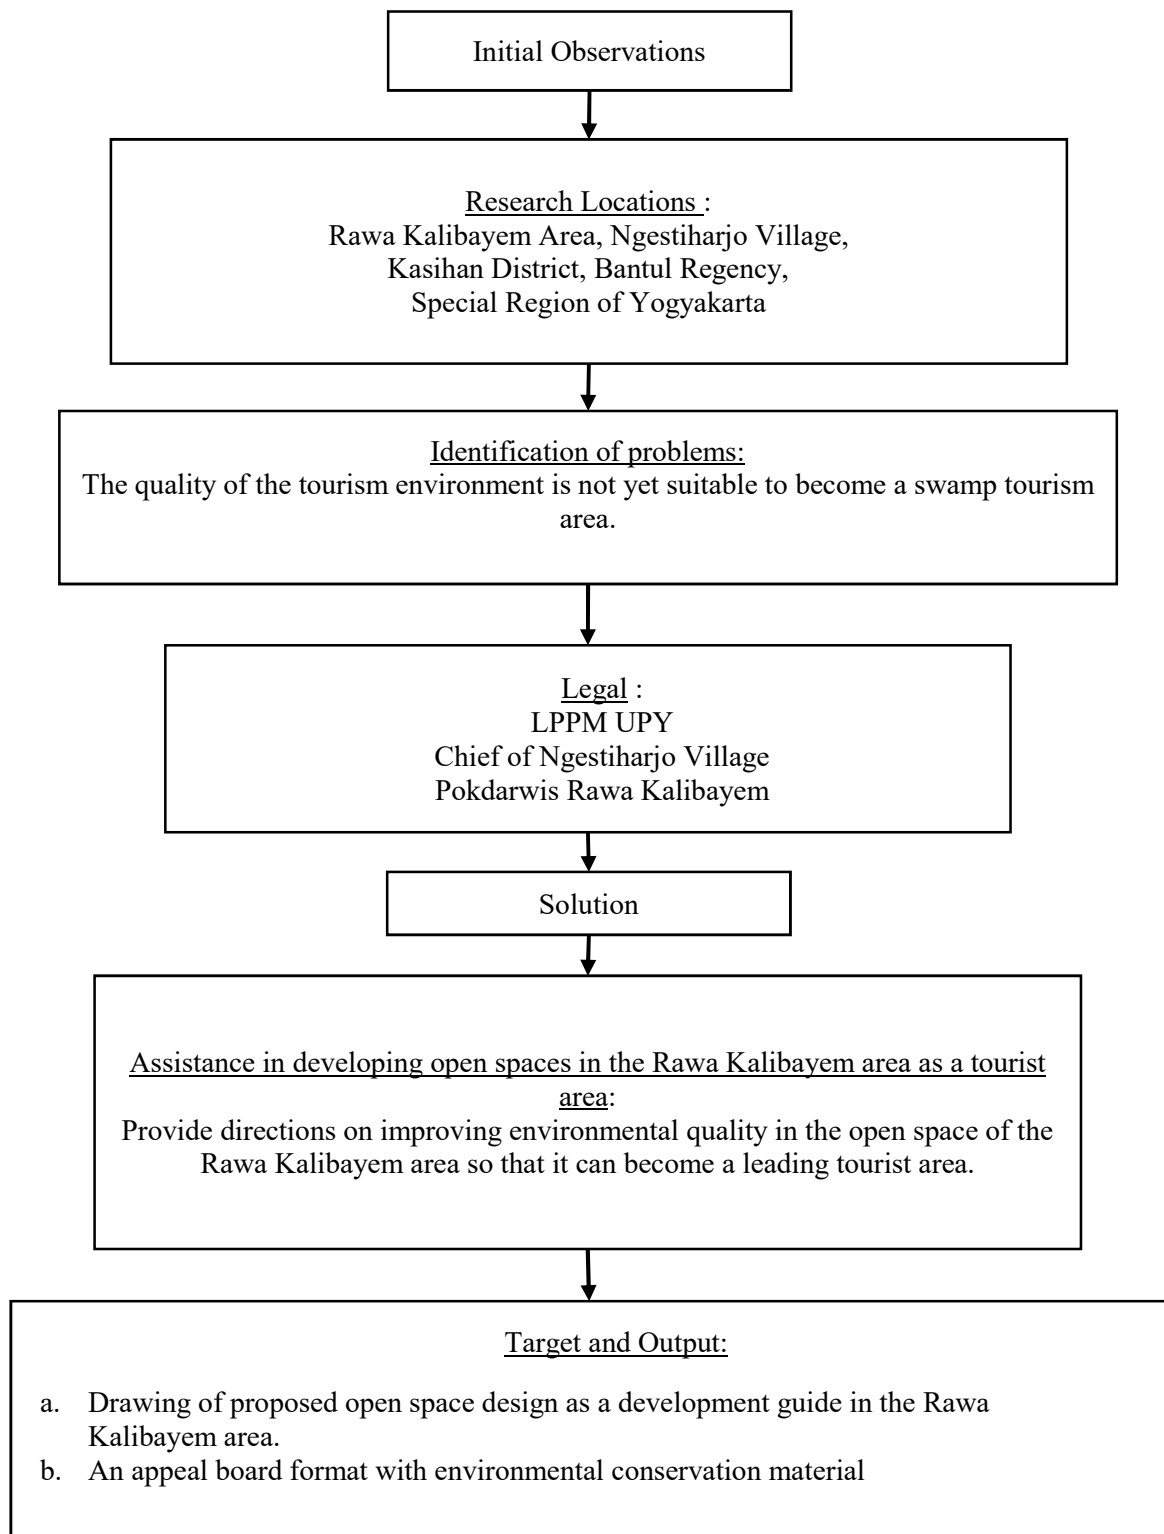 Initial Observations
Research Locations :
Rawa Kalibayem Area, Ngestiharjo Village,
Kasihan District, Bantul Regency,
Special Region of Yogyakarta
Identification of problems:
The quality of the tourism environment is not yet suitable to become a swamp tourism
area.
Legal :
LPPM UPY
Chief of Ngestiharjo Village
Pokdarwis Rawa Kalibayem
Solution
Assistance in developing open spaces in the Rawa Kalibayem area as a tourist
area:
Provide directions on improving environmental quality in the open space of the
Rawa Kalibayem area so that it can become a leading tourist area.
Target and Output:
a. Drawing of proposed open space design as a development guide in the Rawa
Kalibayem area.
b. An appeal board format with environmental conservation material